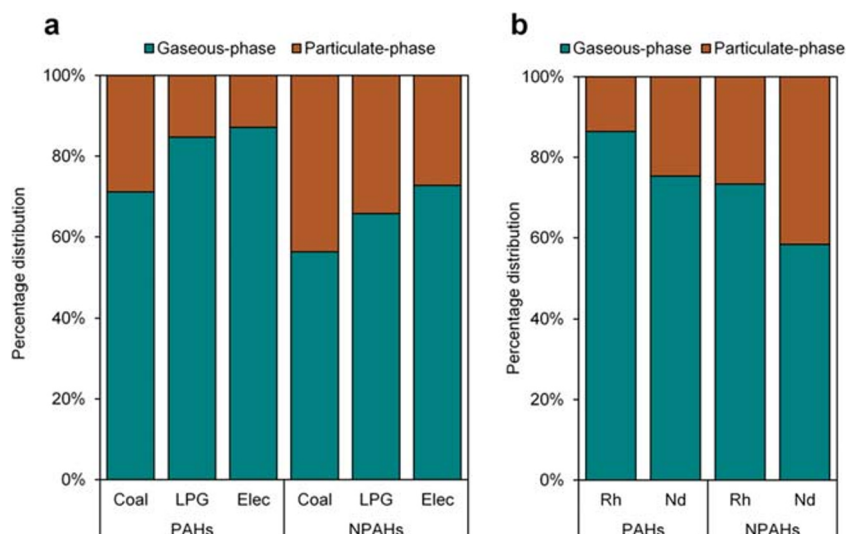 a
Gaseous-phase Particulate-phase
Percentage distribution
100%
80%
60%
40%
20%
0%
Coal LPG Elec Coal LPG Elec
PAHs NPAHs
b
Gaseous-phase Particulate-phase
Percentage distribution
100%
80%
60%
40%
20%
0%
Rh Nd Rh Nd
PAHs NPAHs